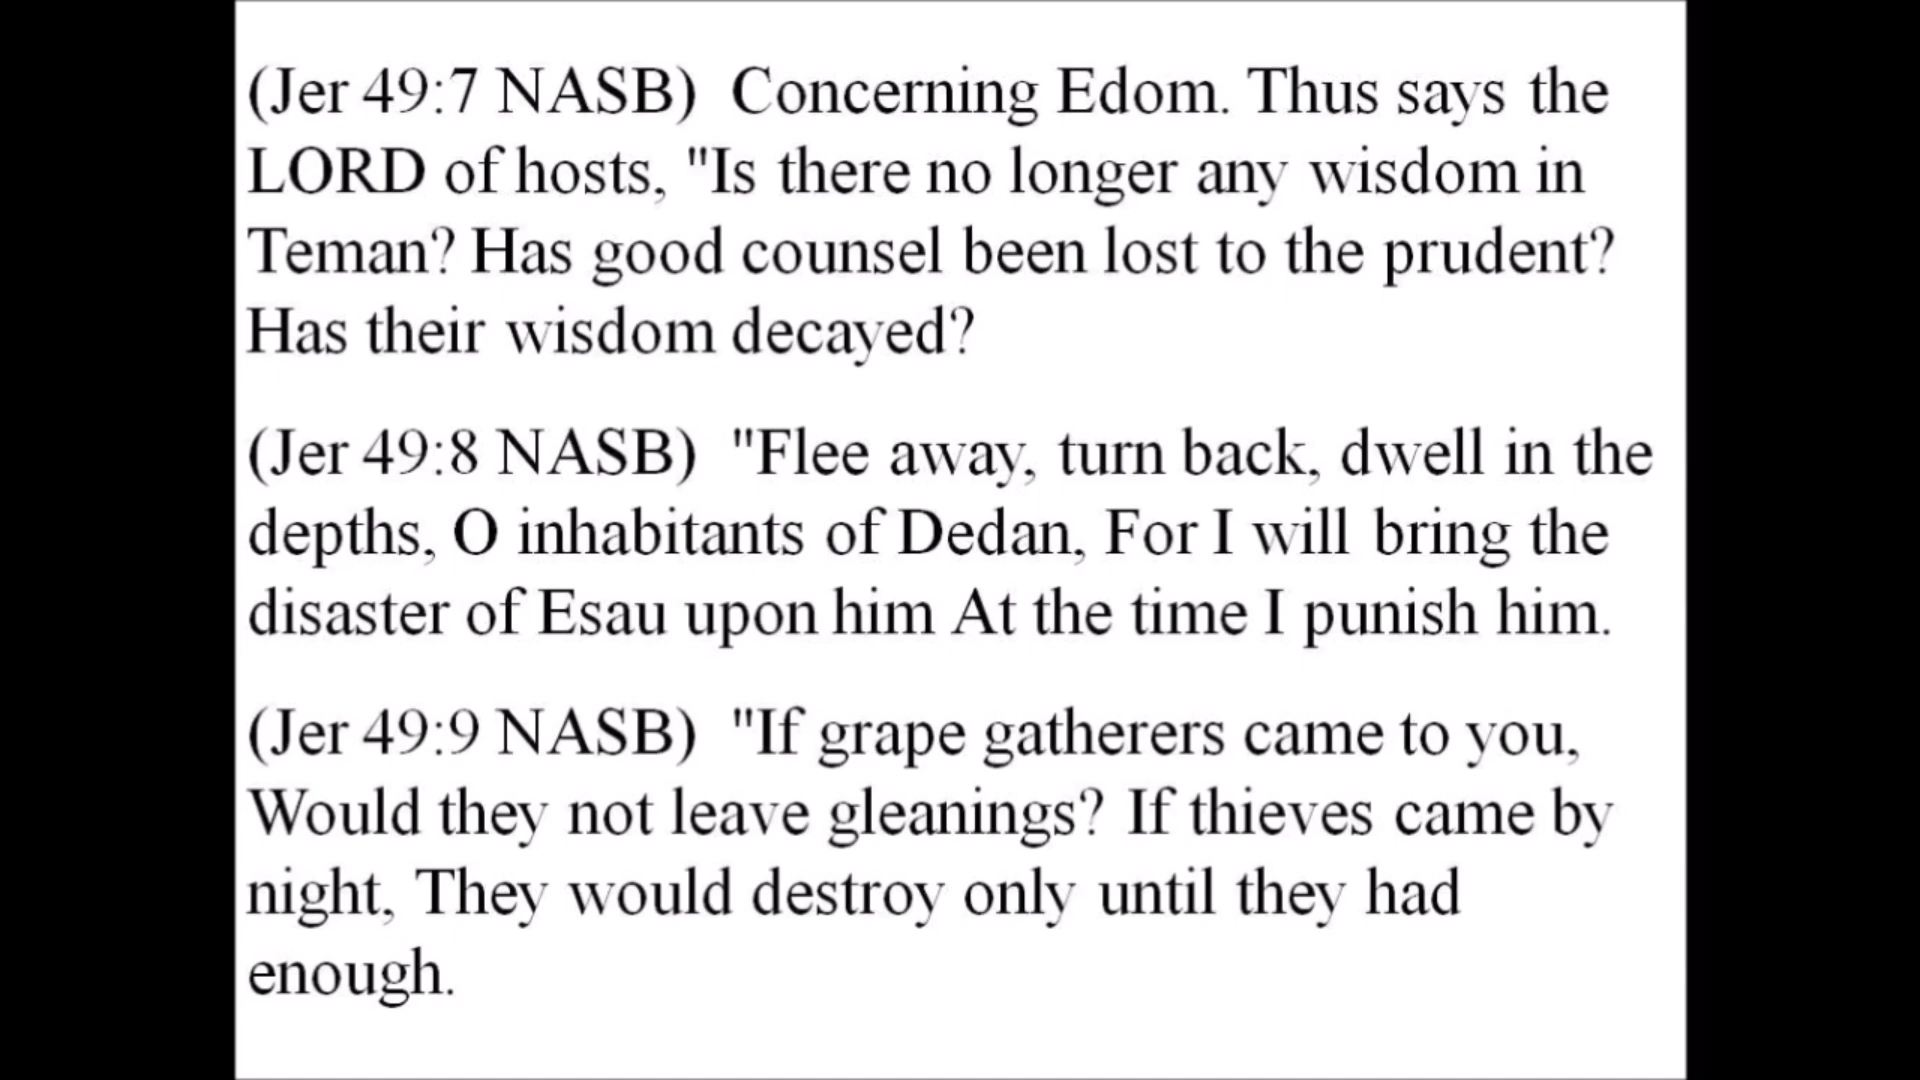 (Jer 49:7 NASB)  Concerning Edom. Thus says the
LORD of hosts, "Is there no longer any wisdom in
Teman? Has good counsel been lost to the prudent?
Has their wisdom decayed?
(Jer 49:8 NASB)  "Flee away, turn back, dwell in the
depths, O inhabitants of Dedan, For I will bring the
disaster of Esau upon him At the time I punish him.
(Jer 49:9 NASB)  "If grape gatherers came to you,
Would they not leave gleanings? If thieves came by
night, They would destroy only until they had
enough.